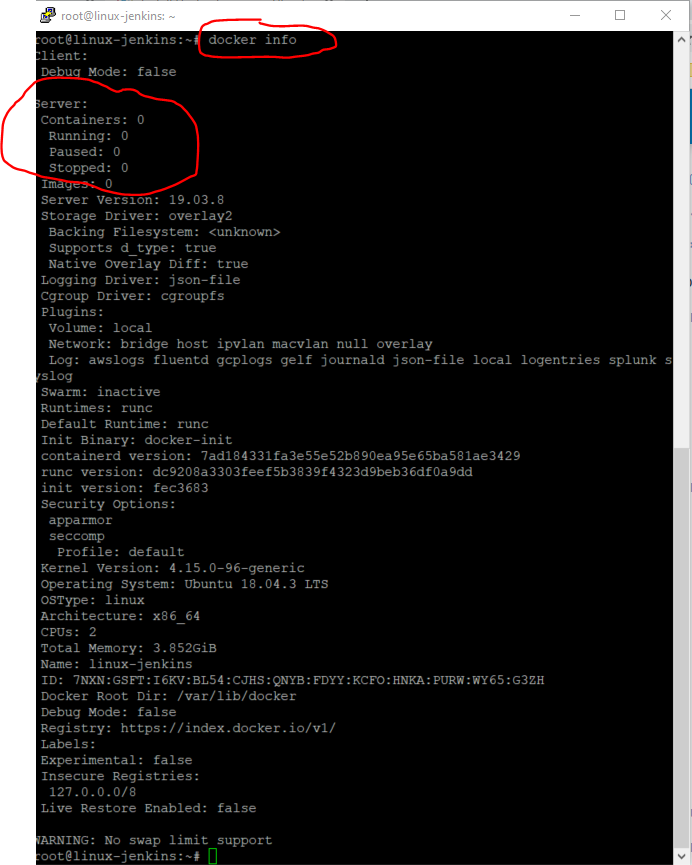 root@linux-jenkins: ~
root@linux-jenkins:~# docker info
Client:
Debug Mode: false
Server:
Containers: 0
Running: 0
Paused: 0
Stopped: 0
Images: 0
Server Version: 19.03.8
Storage Driver: overlay2
Backing Filesystem: <unknown>
Supports d_type: true
Native Overlay Diff: true
Logging Driver: json-file
Cgroup Driver: cgroupfs
Plugins:
Volume: local
Network: bridge host ipvlan macvlan null overlay
Log: awslogs fluentd gcplogs gelf journald json-file local logentries splunk s
yslog
Swarm: inactive
Runtimes: runc
Default Runtime: runc
Init Binary: docker-init
containerd version: 7ad184331fa3e55e52b890ea95e65ba581ae3429
runc version: dc9208a3303feef5b3839f4323d9beb36df0a9dd
init version: fec3683
Security Options:
apparmor
seccomp
Profile: default
Kernel Version: 4.15.0-96-generic
Operating System: Ubuntu 18.04.3 LTS
OSType: linux
Architecture: x86_64
CPUs: 2
Total Memory: 3.852GiB
Name: linux-jenkins
ID: 7NXN:GSFT:I6KV:BL54:CJHS:QNYB:FDYY:KCFO:HNKA:PURW:WY65:G3ZH
Docker Root Dir: /var/lib/docker
Debug Mode: false
Registry: https://index.docker.io/v1/
Labels:
Experimental: false
Insecure Registries:
127.0.0.0/8
Live Restore Enabled: false
WARNING: No swap limit support
root@linux-jenkins:~#